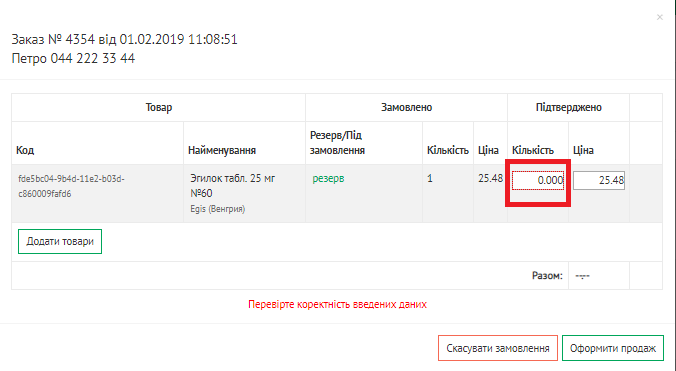 ×
Заказ № 4354 від 01.02.2019 11:08:51
Петро 044 222 33 44
Товар Замовлено Підтверджено
Код Найменування Резерв/Під замовлення Кількість Ціна Кількість Ціна
fde5bc04-9b4d-11e2-b03d-
c860009fafd6
Эгилок табл. 25 мг
№60
Egis (Венгрия)
резерв 1 25.48 0.000 25.48
Додати товари
Разом: --.--
Перевірте коректність введених даних
Скасувати замовлення Оформити продаж